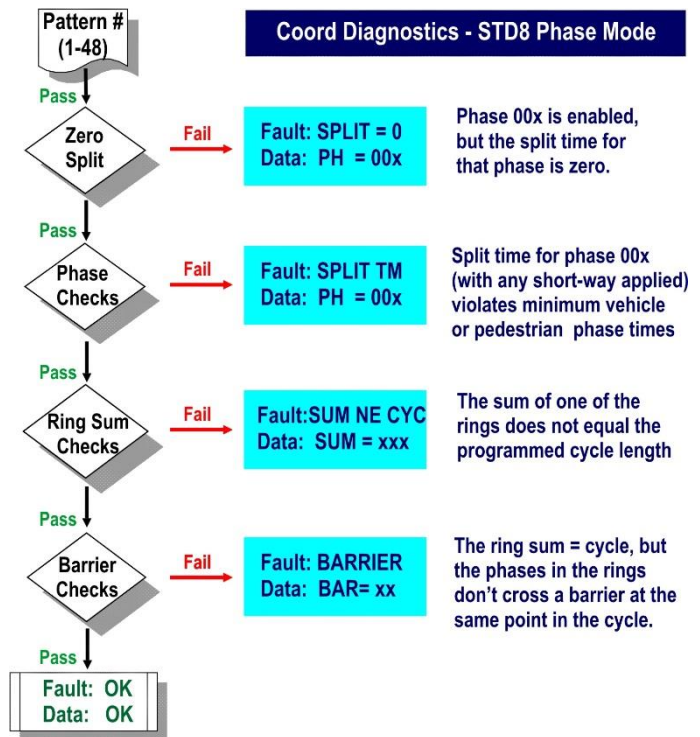 Pattern #
(1-48)
Coord Diagnostics - STD8 Phase Mode
Pass
Zero
Split
Fail
Fault: SPLIT = 0
Data: PH = 00x
Phase 00x is enabled,
but the split time for
that phase is zero.
Pass
Phase
Checks
Fail
Fault: SPLIT TM
Data: PH = 00x
Split time for phase 00x
(with any short-way applied)
violates minimum vehicle
or pedestrian phase times
Pass
Ring Sum
Checks
Fail
Fault:SUM NE CYC
Data: SUM = xxx
The sum of one of the
rings does not equal the
programmed cycle length
Pass
Barrier
Checks
Fail
Fault: BARRIER
Data: BAR= xx
The ring sum = cycle, but
the phases in the rings
don't cross a barrier at the
same point in the cycle.
Pass
Fault: OK
Data: OK